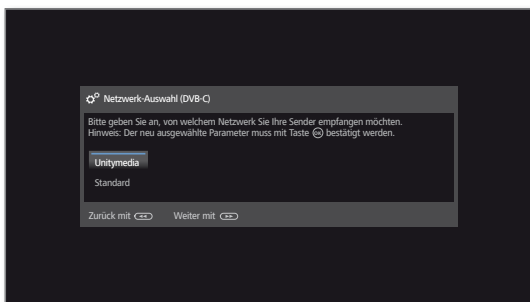 Netzwerk-Auswahl (DVB-C)
Bitte geben Sie an, von welchem Netzwerk Sie Ihre Sender empfangen möchten.
Hinweis: Der neu ausgewählte Parameter muss mit Taste OK bestätigt werden.
Unitymedia
Standard
Zurück mit Weiter mit